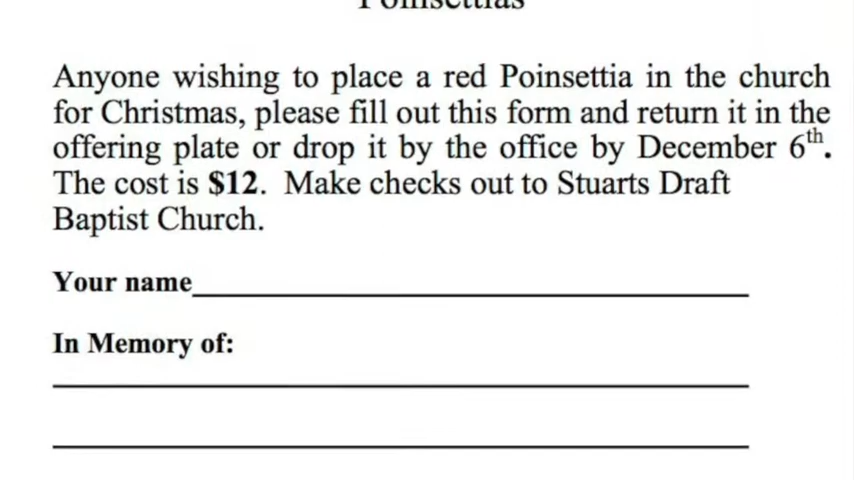 Poinsettias
Anyone wishing to place a red Poinsettia in the church
for Christmas, please fill out this form and return it in the
offering plate or drop it by the office by December 6th.
The cost is $12. Make checks out to Stuarts Draft
Baptist Church.
Your name
In Memory of: